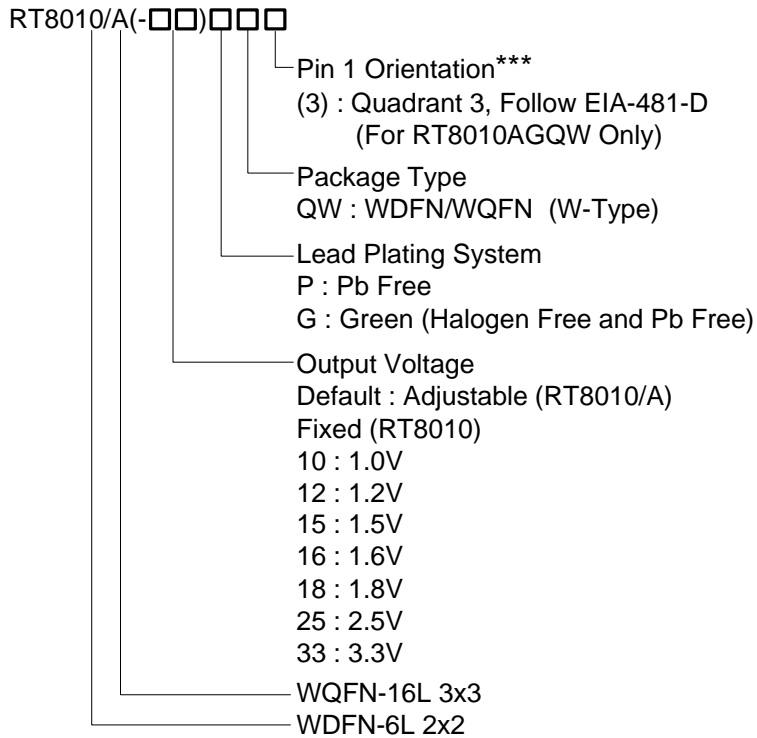 RT8010/A(-□□)□□□
Pin 1 Orientation***
(3) : Quadrant 3, Follow EIA-481-D
(For RT8010AGQW Only)
Package Type
QW : WDFN/WQFN (W-Type)
Lead Plating System
P : Pb Free
G : Green (Halogen Free and Pb Free)
Output Voltage
Default : Adjustable (RT8010/A)
Fixed (RT8010)
10 : 1.0V
12 : 1.2V
15 : 1.5V
16 : 1.6V
18 : 1.8V
25 : 2.5V
33 : 3.3V
WQFN-16L 3x3
WDFN-6L 2x2